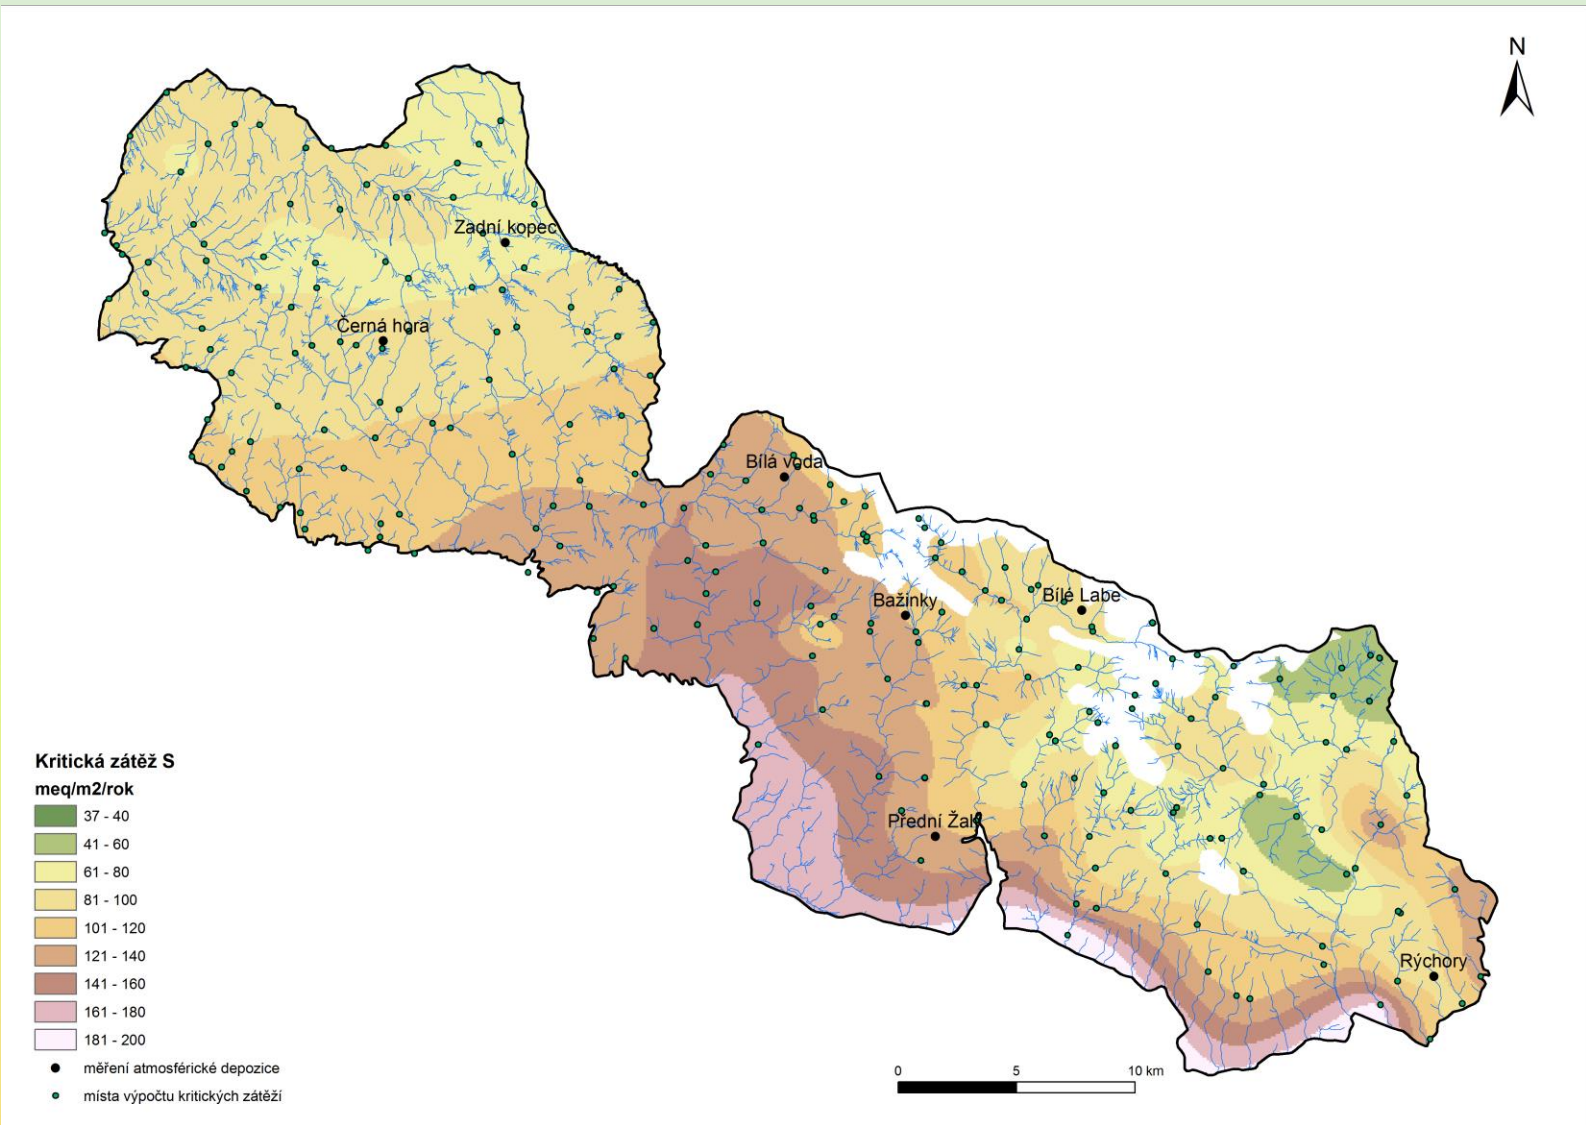 N
Zadní kopec
Černá hora
Bílá voda
Bažinky
Bílé Labe
Přední Žalý
Rýchory
Kritická zátěž S
meq/m2/rok
37 - 40
41 - 60
61 - 80
81 - 100
101 - 120
121 - 140
141 - 160
161 - 180
181 - 200
měření atmosférické depozice
místa výpočtu kritických zátěží
0 5 10 km